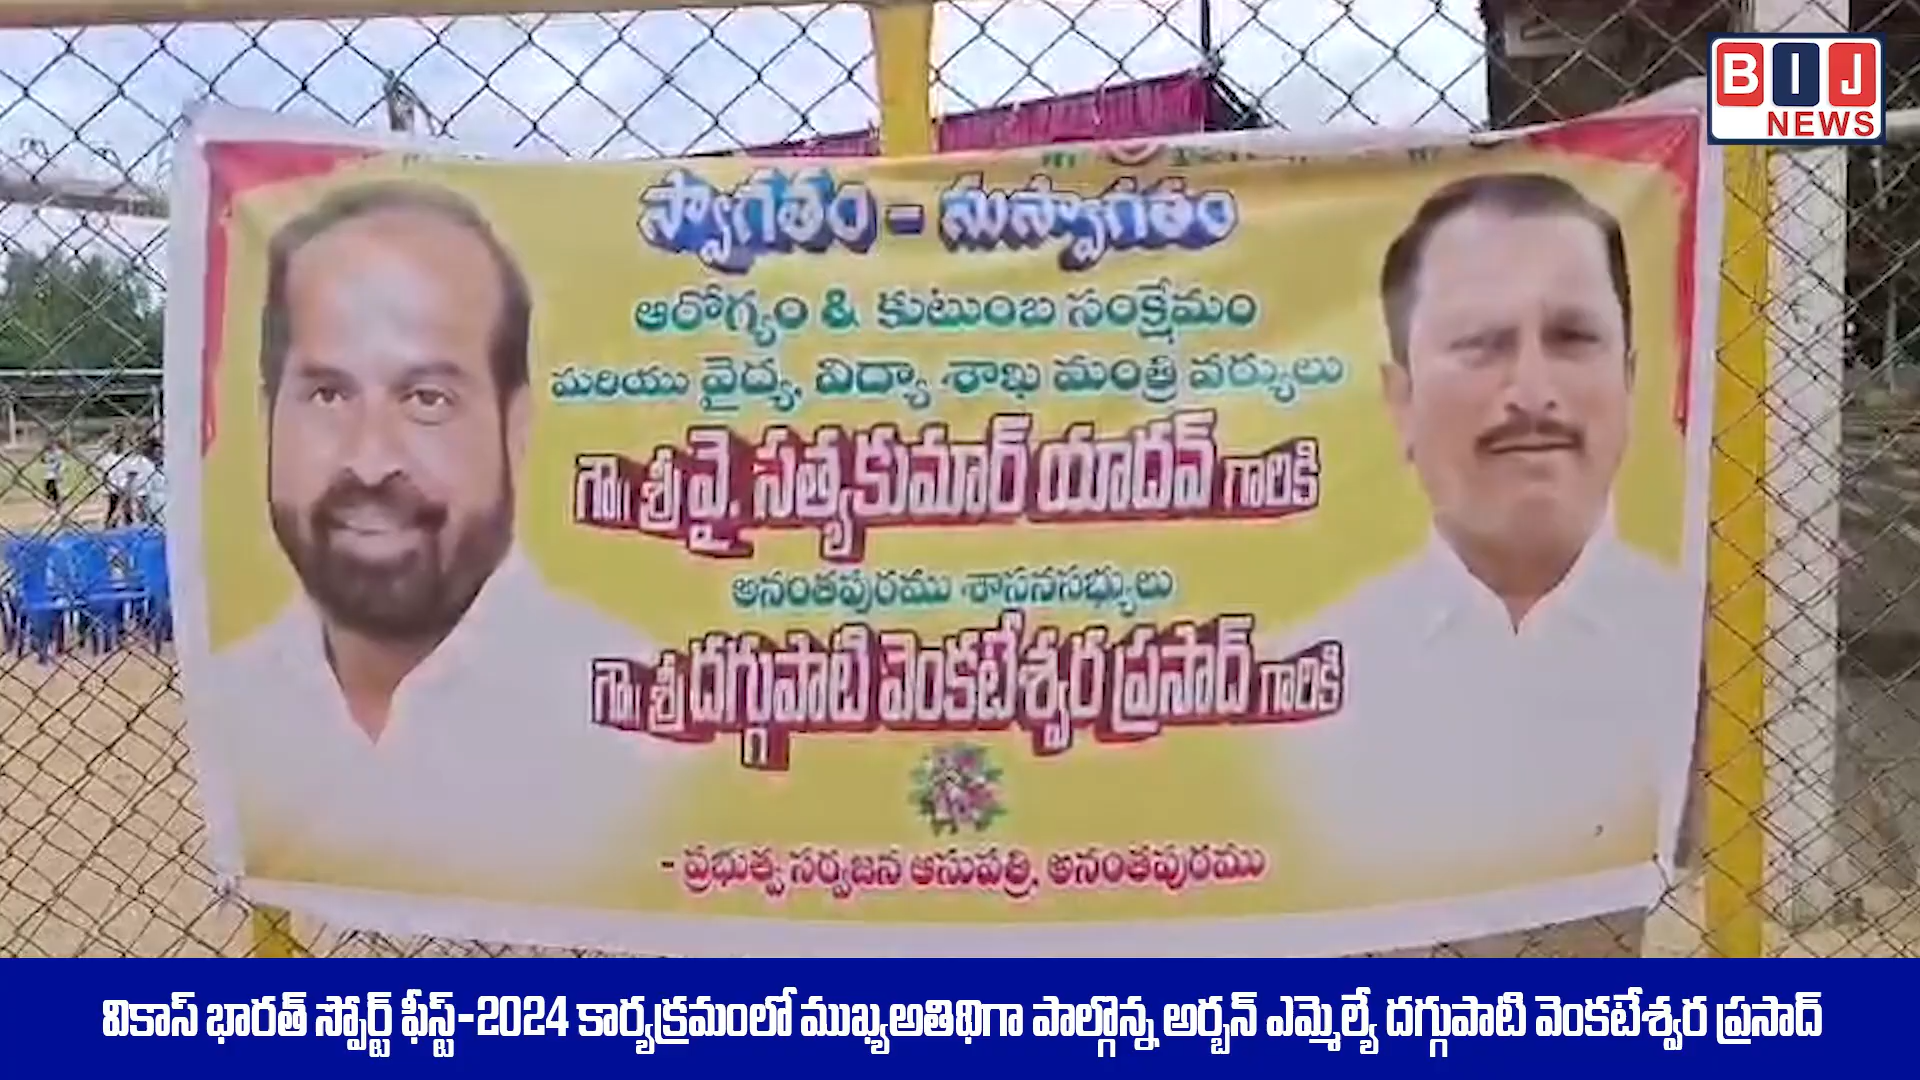 BIJ
NEWS
స్వాగతం - సుస్వాగతం
ఆరోగ్యం & కుటుంబ సంక్షేమం
మరియు వైద్య, విద్యా శాఖ మంత్రి వర్యులు
గౌ॥ శ్రీ వై. సత్యకుమార్ యాదవ్ గారికి
అనంతపురము శాసనసభ్యులు
గౌ॥ శ్రీ దగ్గుపాటి వెంకటేశ్వర ప్రసాద్ గారికి
- ప్రభుత్వ సర్వజన ఆసుపత్రి, అనంతపురము
వికాస్ భారత్ స్పోర్ట్ ఫీస్ట్-2024 కార్యక్రమంలో ముఖ్యఅతిథిగా పాల్గొన్న అర్బన్ ఎమ్మెల్యే దగ్గుపాటి వెంకటేశ్వర ప్రసాద్